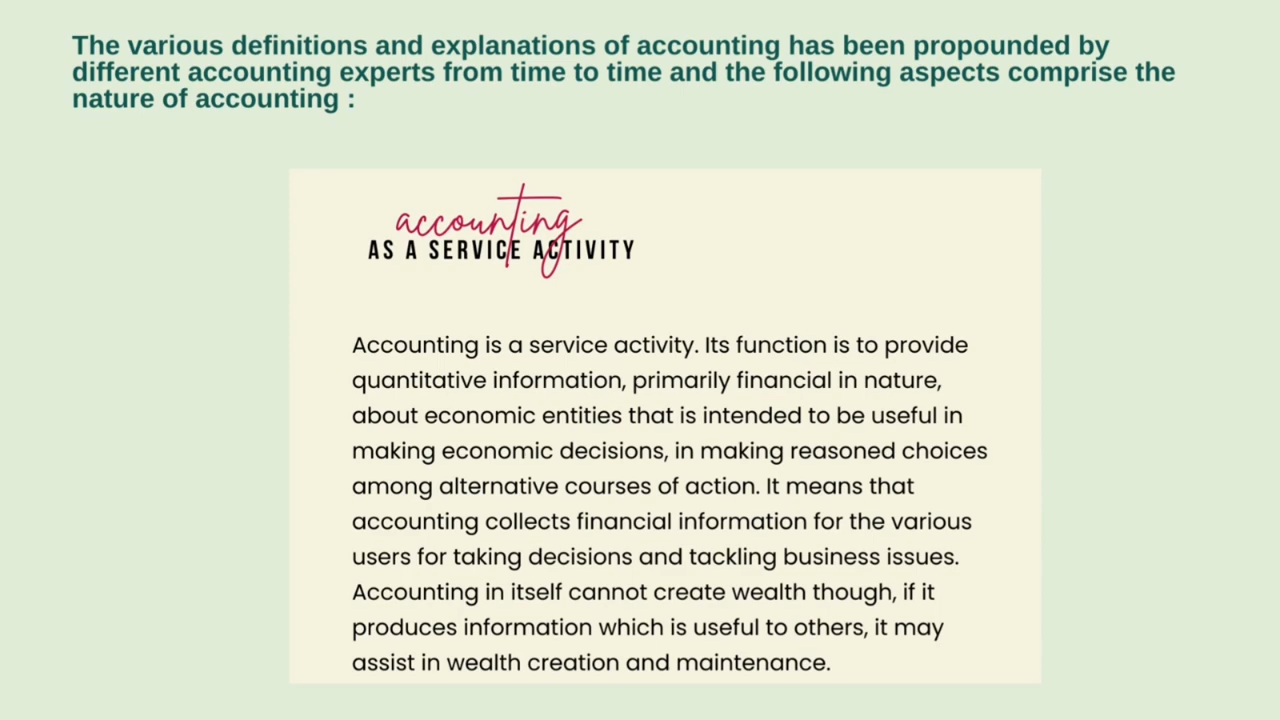 The various definitions and explanations of accounting has been propounded by
different accounting experts from time to time and the following aspects comprise the
nature of accounting :
accounting
AS A SERVICE ACTIVITY
Accounting is a service activity. Its function is to provide
quantitative information, primarily financial in nature,
about economic entities that is intended to be useful in
making economic decisions, in making reasoned choices
among alternative courses of action. It means that
accounting collects financial information for the various
users for taking decisions and tackling business issues.
Accounting in itself cannot create wealth though, if it
produces information which is useful to others, it may
assist in wealth creation and maintenance.